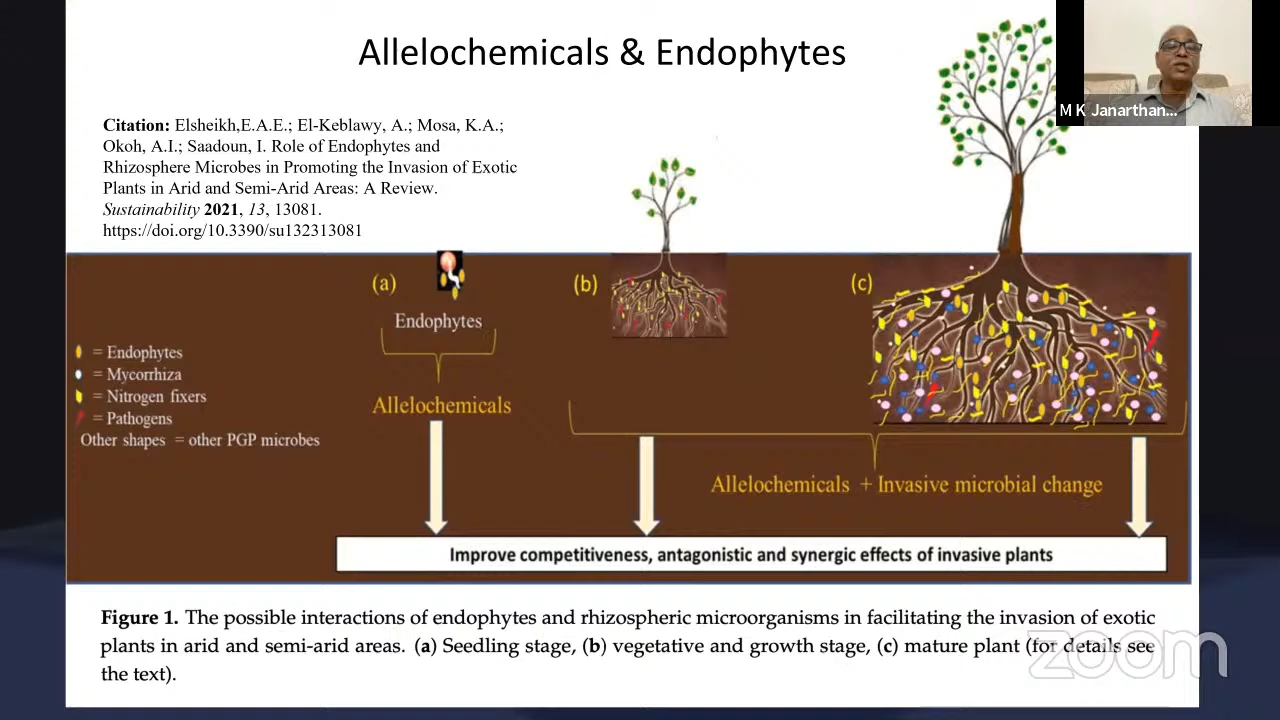 Allelochemicals & Endophytes
M K Janarthan...
Citation: Elsheikh,E.A.E.; El-Keblawy, A.; Mosa, K.A.;
Okoh, A.I.; Saadoun, I. Role of Endophytes and
Rhizosphere Microbes in Promoting the Invasion of Exotic
Plants in Arid and Semi-Arid Areas: A Review.
Sustainability 2021, 13, 13081.
https://doi.org/10.3390/su132313081
(a)
(b)
(c)
Endophytes
= Endophytes
= Mycorrhiza
= Nitrogen fixers
= Pathogens
Other shapes = other PGP microbes
Allelochemicals
Allelochemicals + Invasive microbial change
Improve competitiveness, antagonistic and synergic effects of invasive plants
Figure 1. The possible interactions of endophytes and rhizospheric microorganisms in facilitating the invasion of exotic
plants in arid and semi-arid areas. (a) Seedling stage, (b) vegetative and growth stage, (c) mature plant (for details see
the text).
zoom